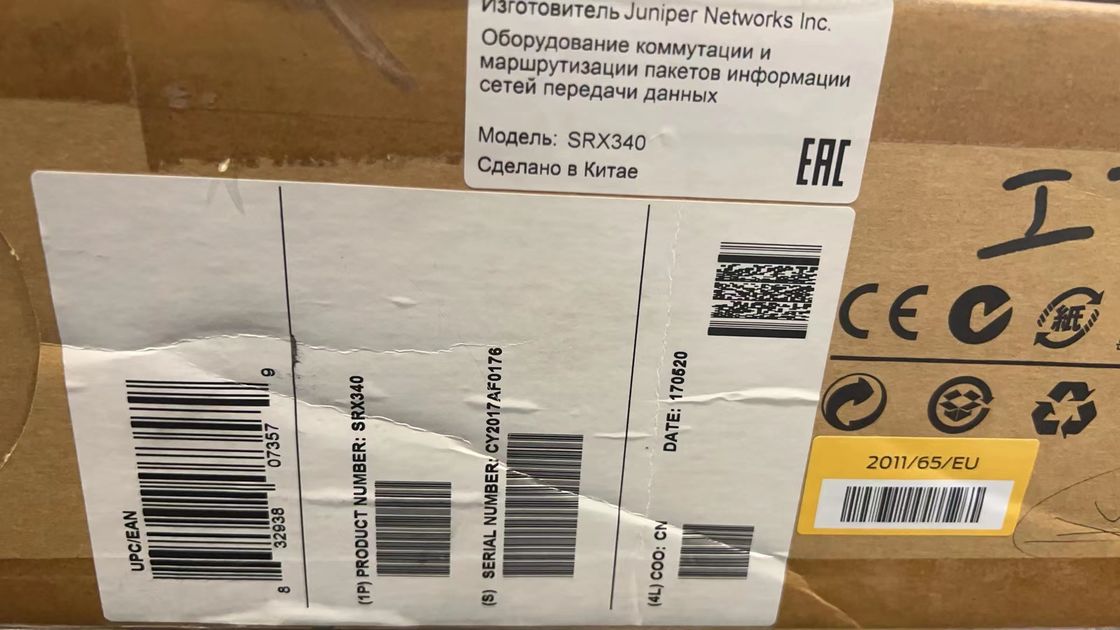 Изготовитель Juniper Networks Inc.
Оборудование коммутации и
маршрутизации пакетов информации
сетей передачи данных
Модель: SRX340
Сделано в Китае
EAC
UPC/EAN
8 32938 07357 9
(1P) PRODUCT NUMBER: SRX340
(S) SERIAL NUMBER: CY2017AF0176
(4L) COO: CN
DATE: 170520
CE
紙
2011/65/EU